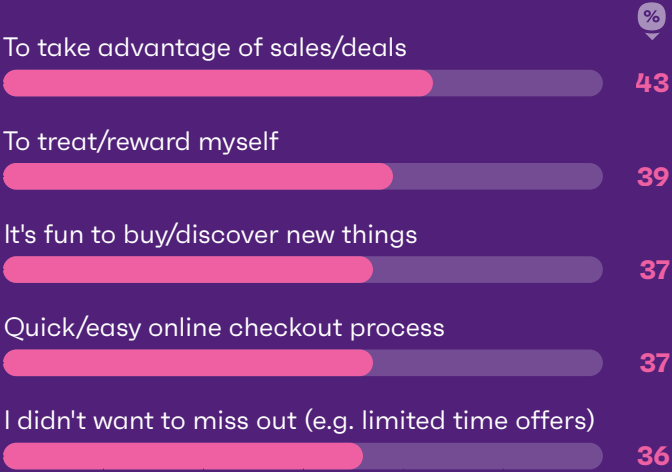 %
To take advantage of sales/deals
43
To treat/reward myself
39
It's fun to buy/discover new things
37
Quick/easy online checkout process
37
I didn't want to miss out (e.g. limited time offers)
36